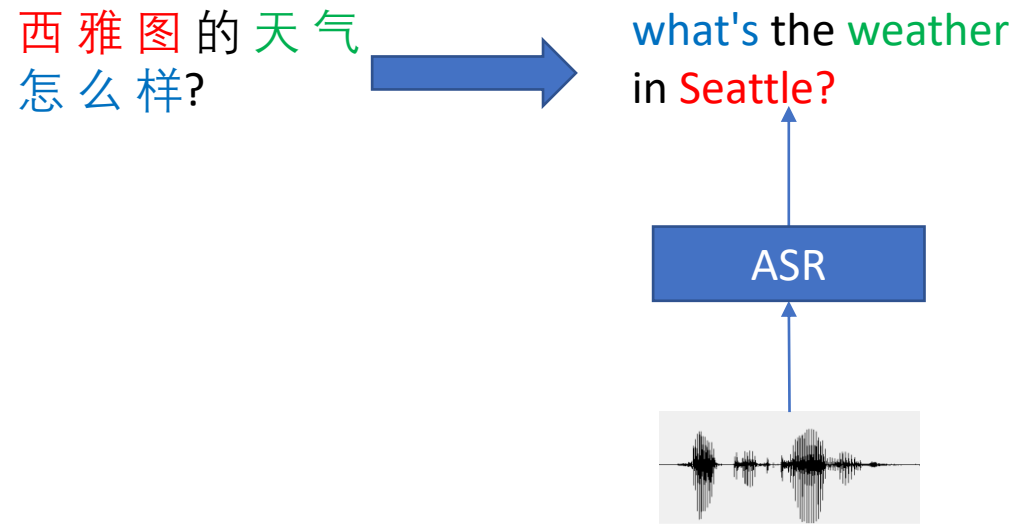 西 雅 图 的 天 气
怎 么 样?
what's the weather
in Seattle?
ASR